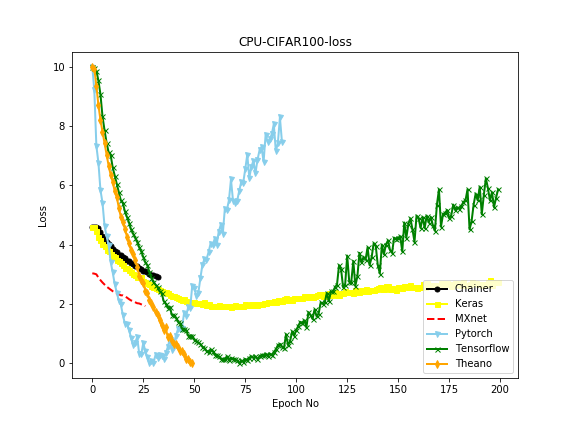 CPU-CIFAR100-loss
10
8
6
4
2
0
Loss
0
25
50
75
100
125
150
175
200
Epoch No
Chainer
Keras
MXnet
Pytorch
Tensorflow
Theano